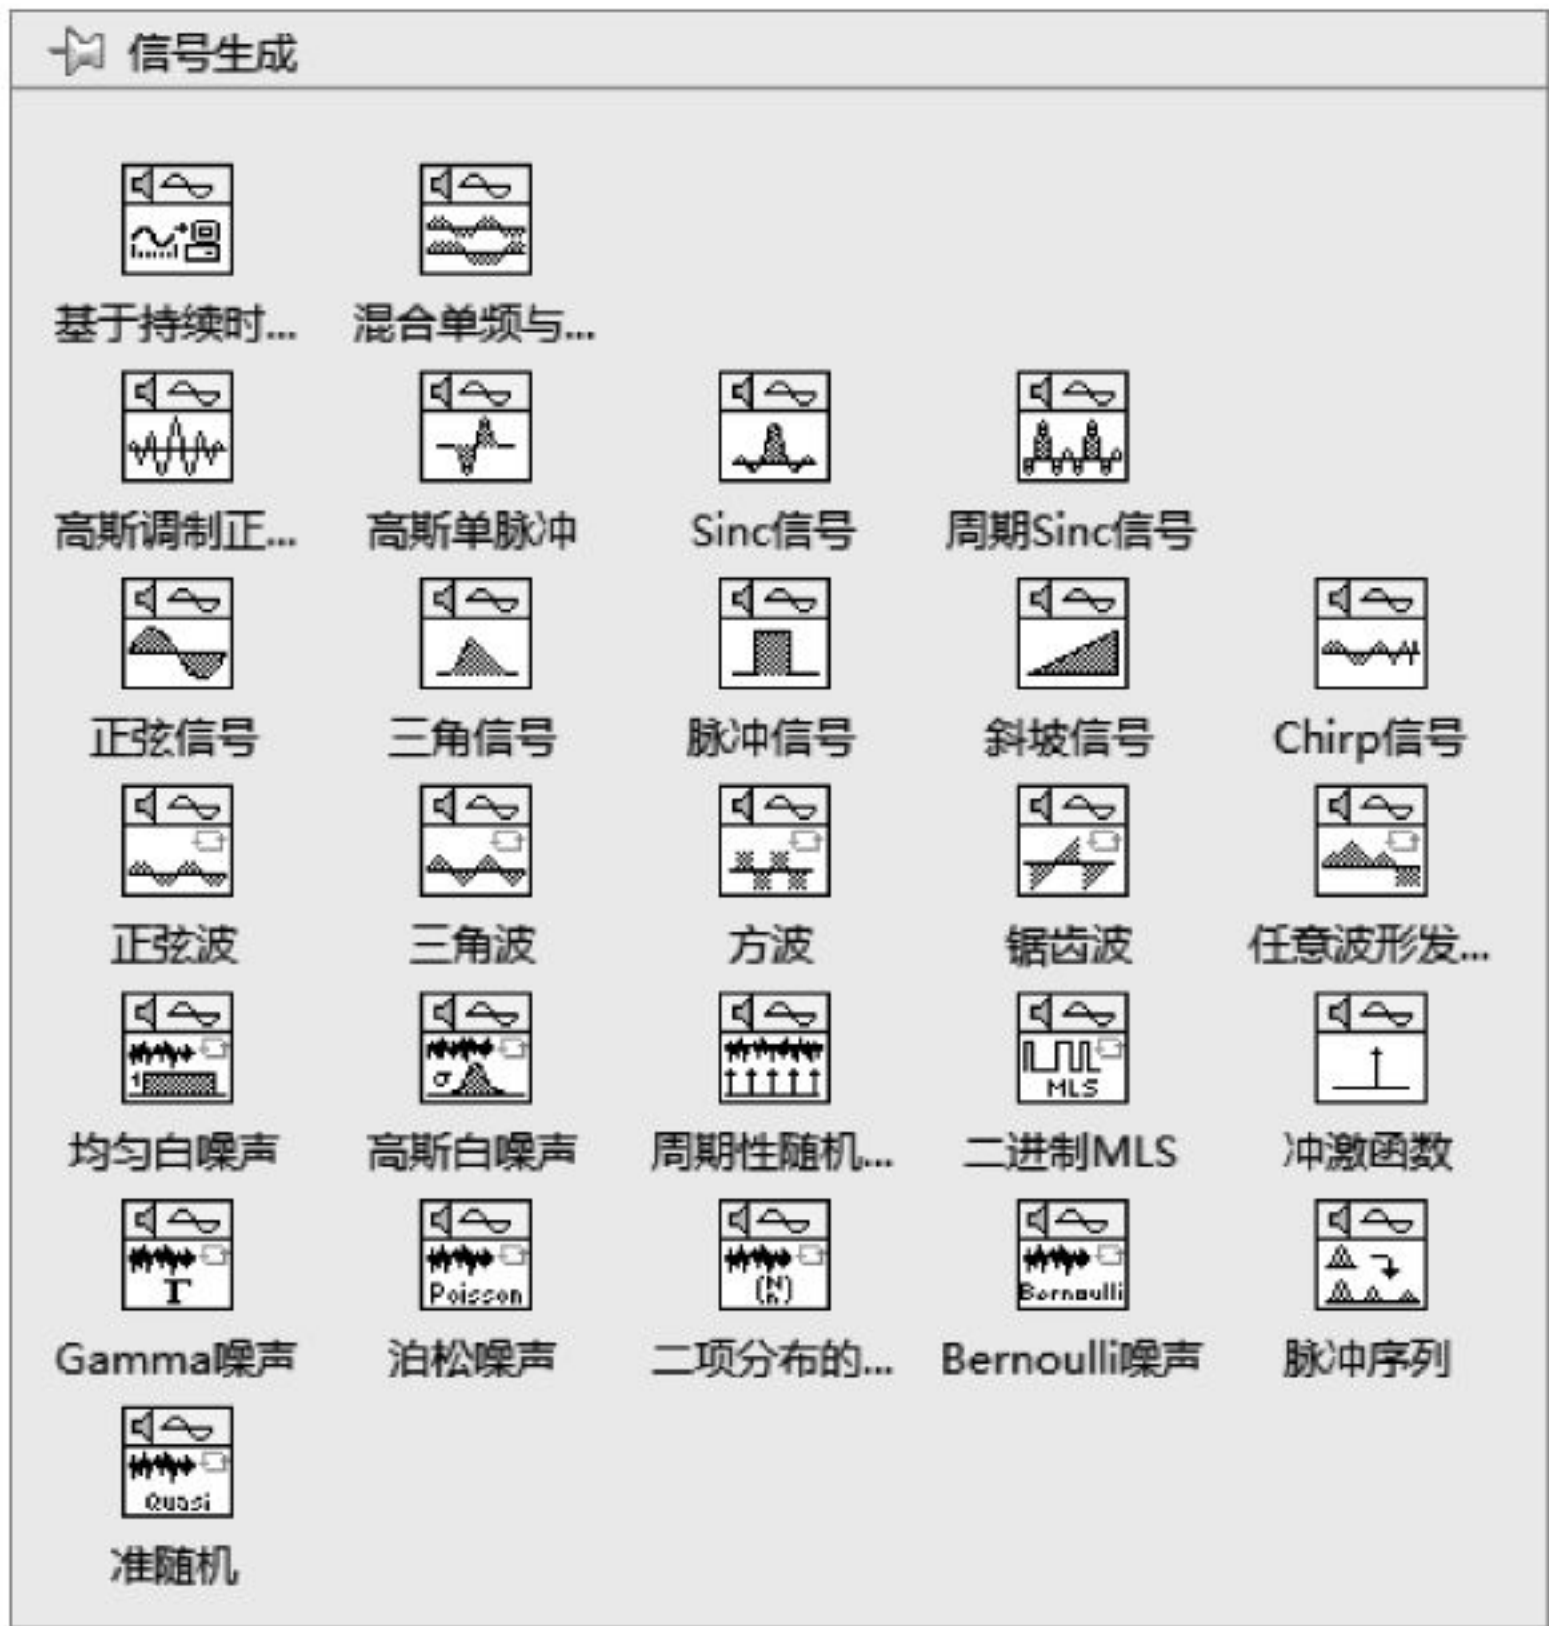 信号生成
基于持续时... 混合单频与...
高斯调制正... 高斯单脉冲 Sinc信号 周期Sinc信号
正弦信号 三角信号 脉冲信号 斜坡信号 Chirp信号
正弦波 三角波 方波 锯齿波 任意波形发...
1 σ MLS
均匀白噪声 高斯白噪声 周期性随机... 二进制MLS 冲激函数
Γ Poisson (N n) Bernoulli
Gamma噪声 泊松噪声 二项分布的... Bernoulli噪声 脉冲序列
Quasi
准随机